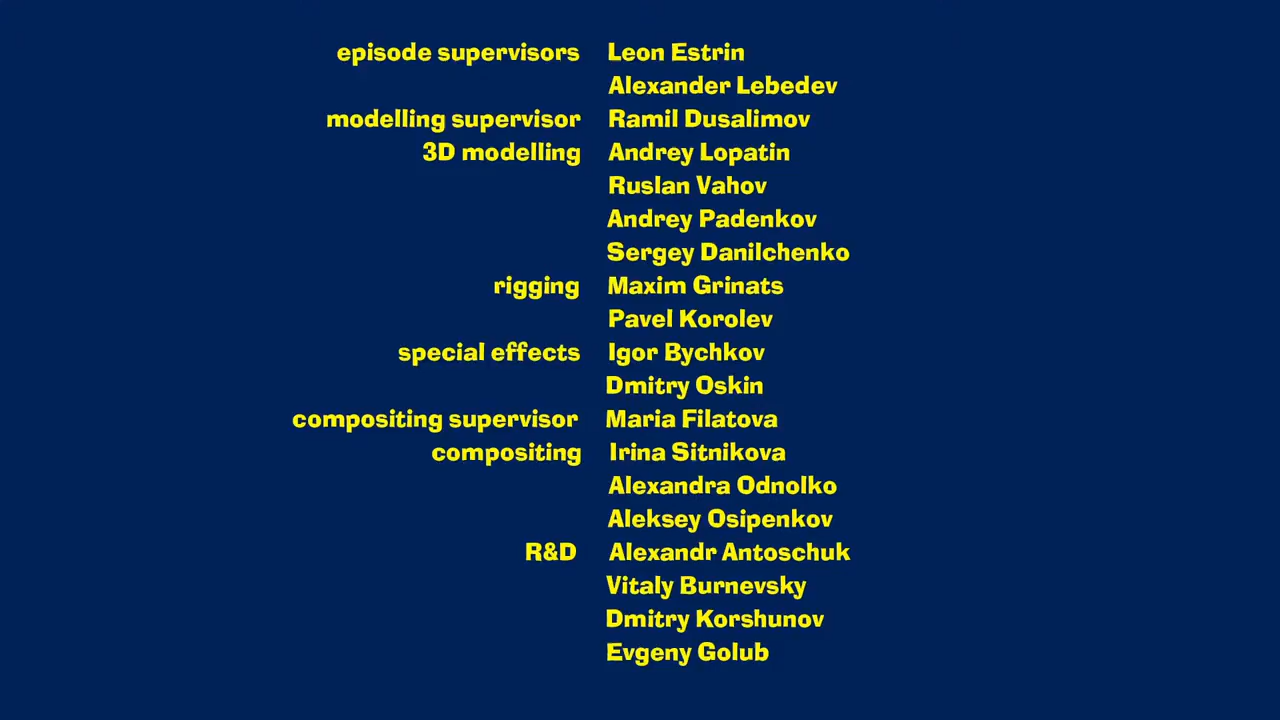 episode supervisors Leon Estrin
Alexander Lebedev
modelling supervisor Ramil Dusalimov
3D modelling Andrey Lopatin
Ruslan Vahov
Andrey Padenkov
Sergey Danilchenko
rigging Maxim Grinats
Pavel Korolev
special effects Igor Bychkov
Dmitry Oskin
compositing supervisor Maria Filatova
compositing Irina Sitnikova
Alexandra Odnolko
Aleksey Osipenkov
R&D Alexandr Antoschuk
Vitaly Burnevsky
Dmitry Korshunov
Evgeny Golub